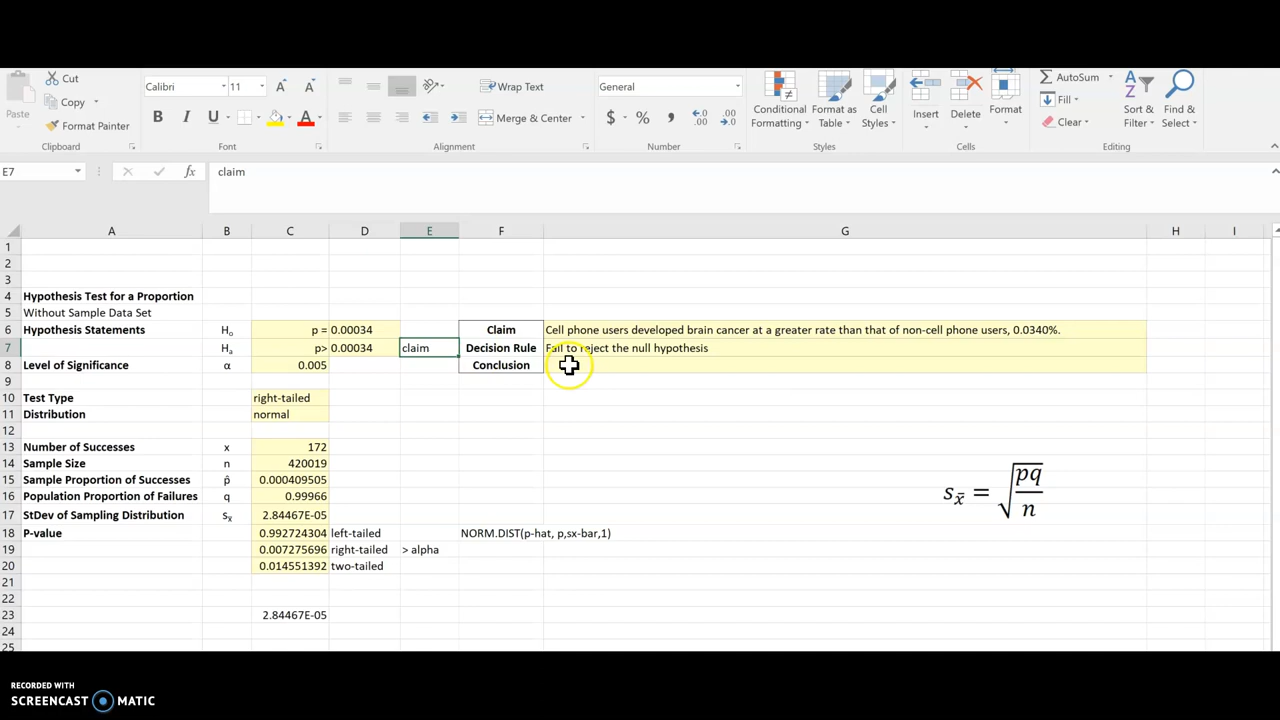 Cut
Copy
Paste
Format Painter
Clipboard
Calibri 11
A A
B I U A
Font
Wrap Text
Merge & Center
Alignment
General
$ % , .00 .00
Number
Conditional Formatting
Format as Table
Cell Styles
Styles
Insert
Delete
Format
Cells
AutoSum
Fill
Clear
Sort & Filter
Find & Select
Editing
E7 fx claim
A B C D E F G H I
1
2
3
4 Hypothesis Test for a Proportion
5 Without Sample Data Set
6 Hypothesis Statements Ho p = 0.00034 Claim Cell phone users developed brain cancer at a greater rate than that of non-cell phone users, 0.0340%.
7 Ha p> 0.00034 claim Decision Rule Fail to reject the null hypothesis
8 Level of Significance α 0.005 Conclusion
9
10 Test Type right-tailed
11 Distribution normal
12
13 Number of Successes x 172
14 Sample Size n 420019
15 Sample Proportion of Successes p̂ 0.000409505
16 Population Proportion of Failures q 0.99966
17 StDev of Sampling Distribution sx̄ 2.84467E-05
18 P-value 0.992724304 left-tailed NORM.DIST(p-hat, p,sx-bar,1)
19 0.007275696 right-tailed > alpha
20 0.014551392 two-tailed
21
22
23 2.84467E-05
24
25
sx̄ = √pq/n
RECORDED WITH
SCREENCAST MATIC